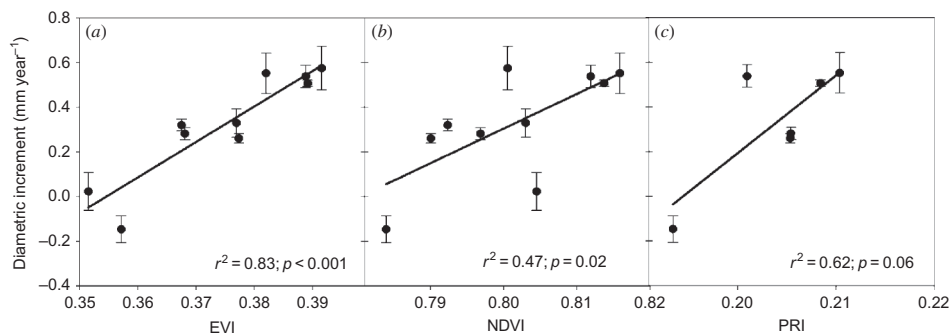 (a) (b) (c)
Diametric increment (mm year⁻¹)
0.8
0.6
0.4
0.2
0.0
−0.2
−0.4
r² = 0.83; p < 0.001 r² = 0.47; p = 0.02 r² = 0.62; p = 0.06
0.35 0.36 0.37 0.38 0.39 0.79 0.80 0.81 0.82 0.20 0.21 0.22
EVI NDVI PRI